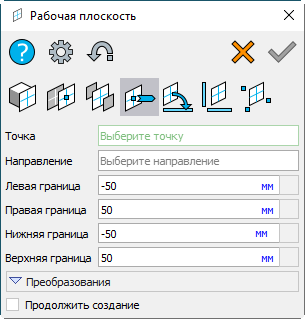 Рабочая плоскость
Точка Выберите точку
Направление Выберите направление
Левая граница -50 мм
Правая граница 50 мм
Нижняя граница -50 мм
Верхняя граница 50 мм
Преобразования
Продолжить создание